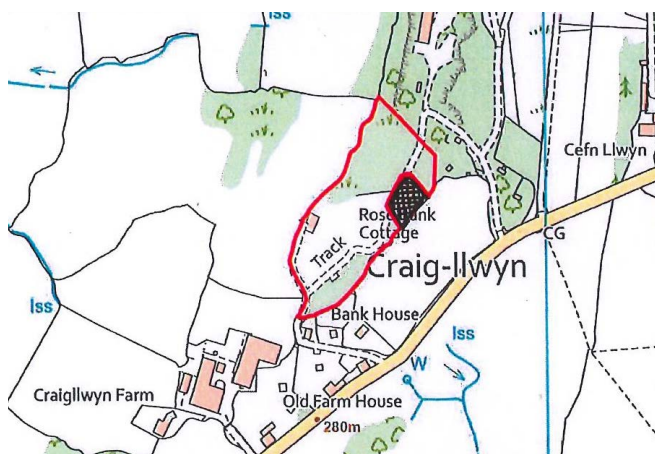 Iss
Cefn Llwyn
Rose Bank
Cottage
CG
Track
Craig-llwyn
Iss
Bank House
Iss
W
Craigllwyn Farm
Old Farm House
280m